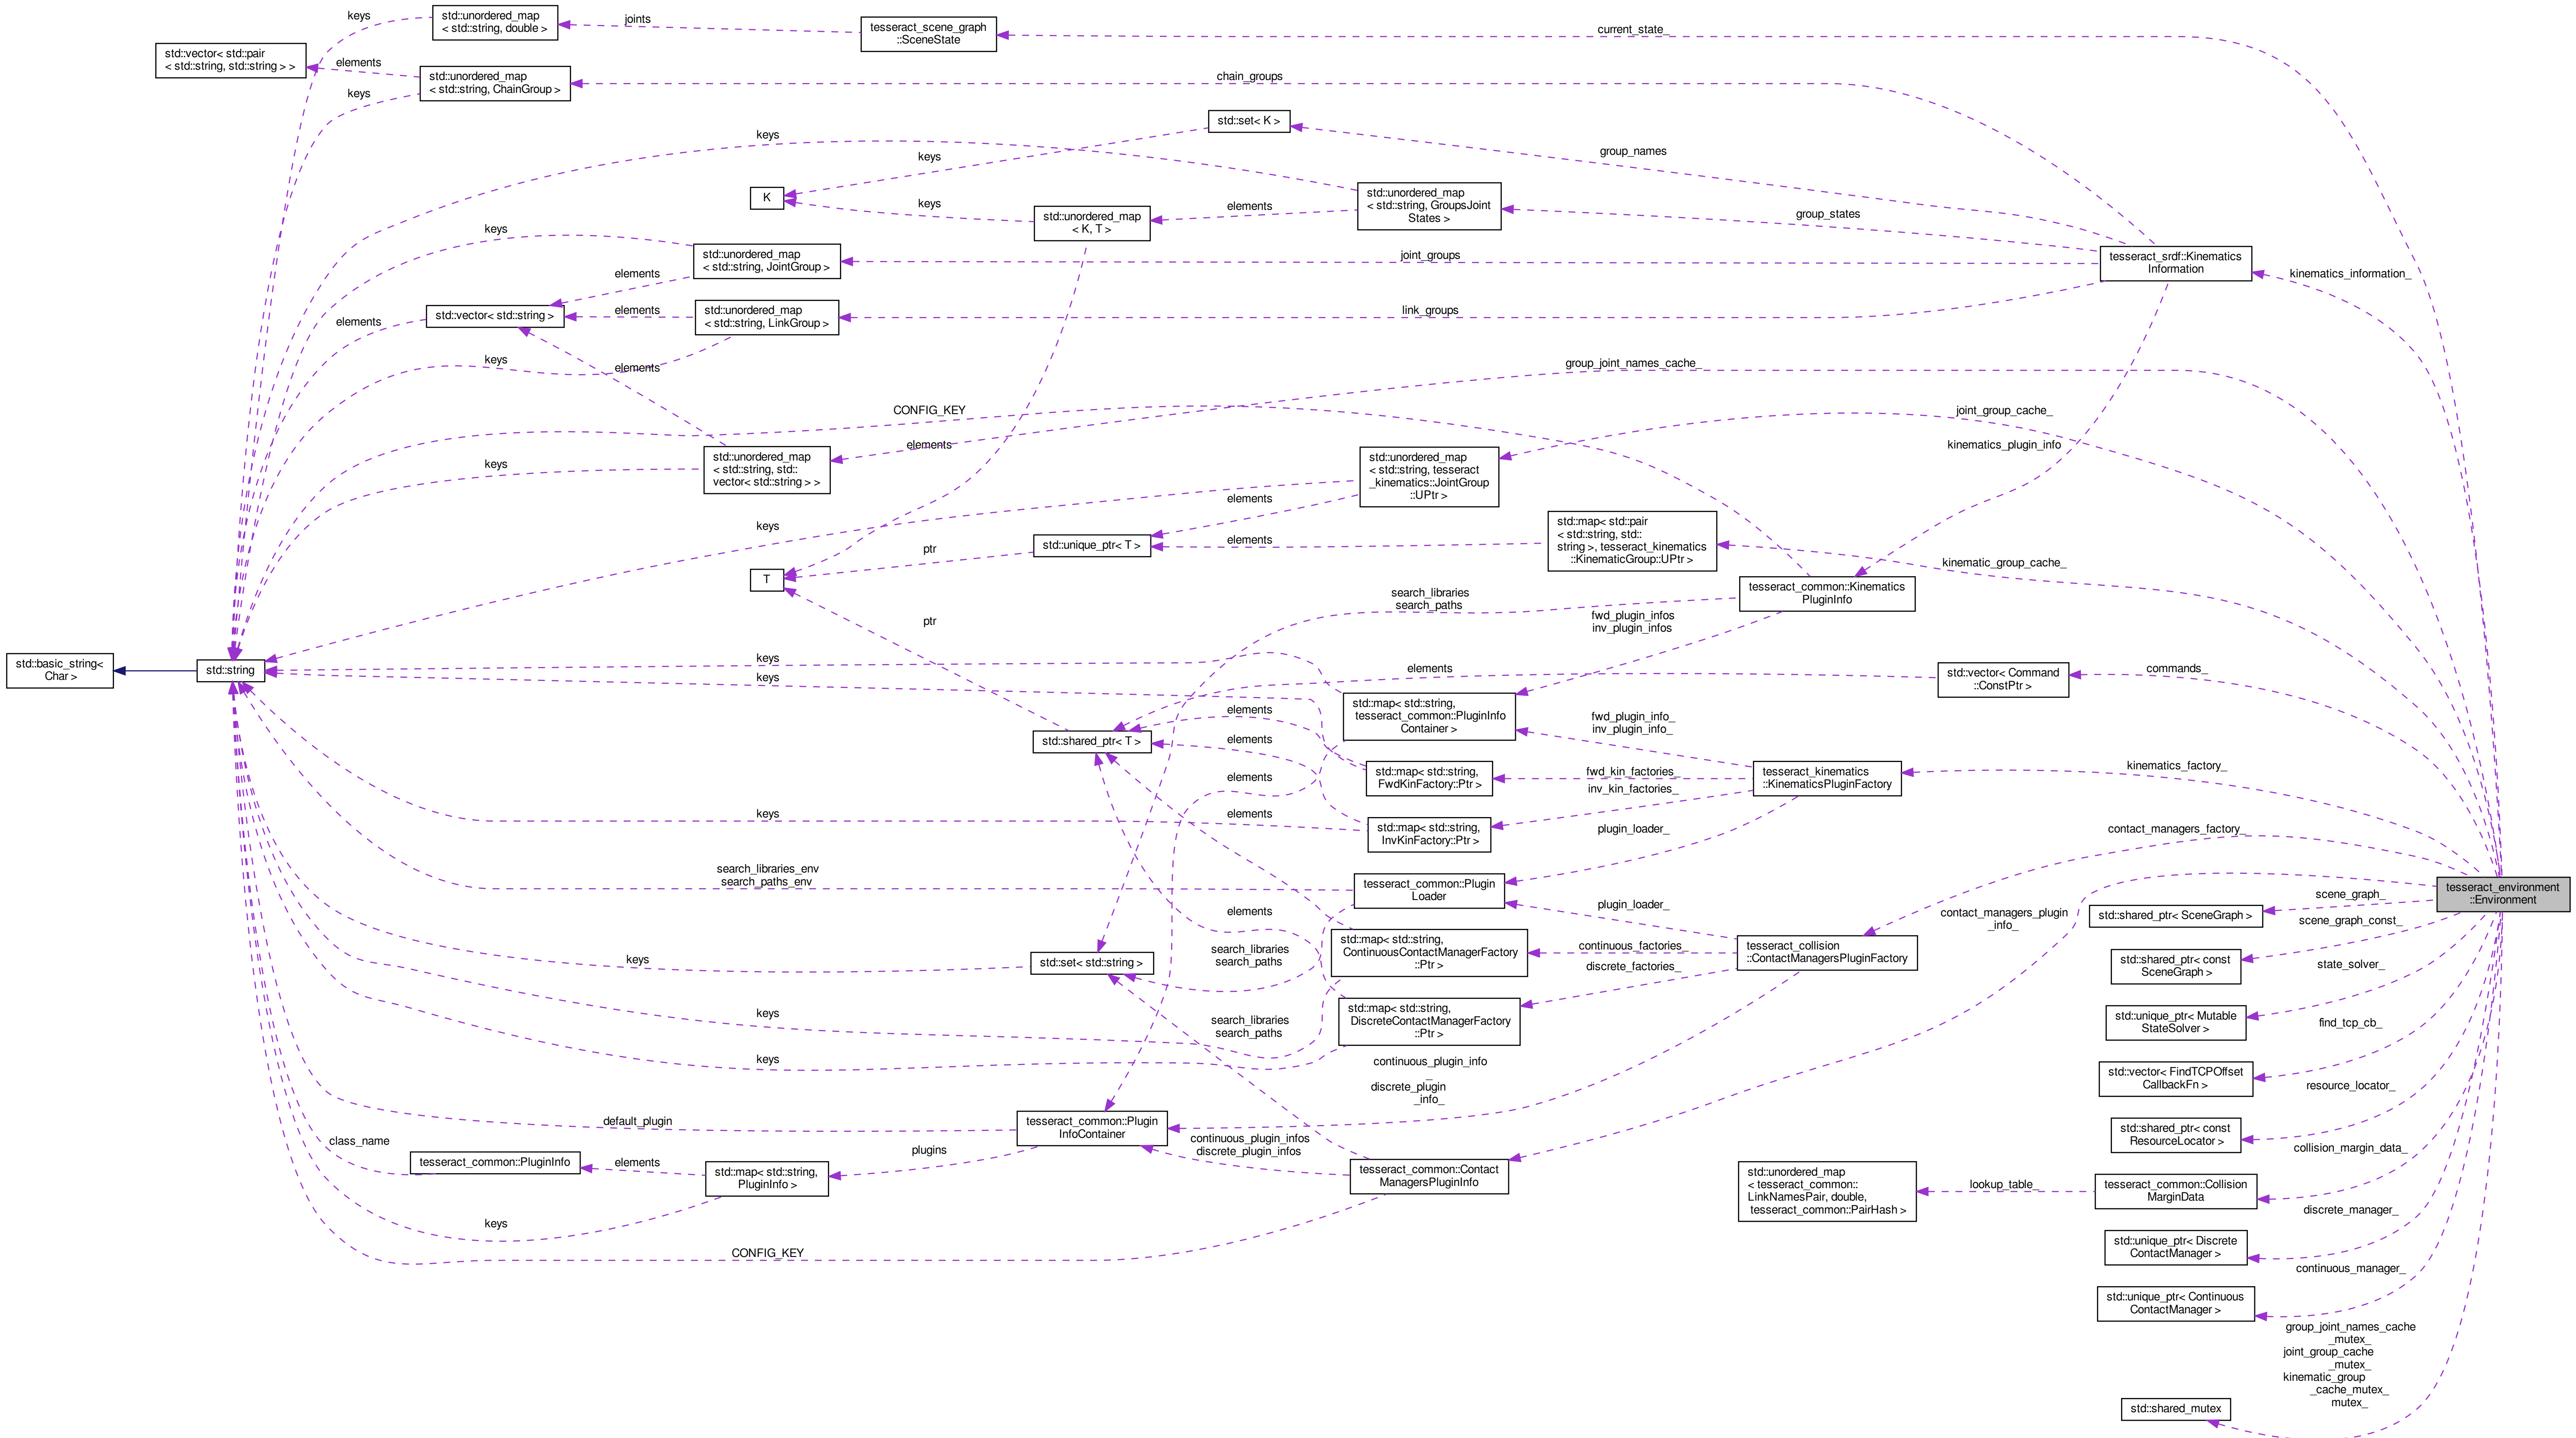 keys
std::unordered_map
< std::string, double >
joints
tesseract_scene_graph
::SceneState
current_state_
std::vector< std::pair
< std::string, std::string > >
elements
std::unordered_map
< std::string, ChainGroup >
chain_groups
keys
std::set< K >
keys
keys
group_names
K
keys
std::unordered_map
< K, T >
elements
std::unordered_map
< std::string, GroupsJoint
States >
group_states
keys
std::unordered_map
< std::string, JointGroup >
joint_groups
tesseract_srdf::Kinematics
Information
kinematics_information_
elements
std::vector< std::string >
elements
elements
std::unordered_map
< std::string, LinkGroup >
link_groups
keys
elements
group_joint_names_cache_
CONFIG_KEY
elements
joint_group_cache_
kinematics_plugin_info
keys
std::unordered_map
< std::string, std::
vector< std::string > >
std::unordered_map
< std::string, tesseract
_kinematics::JointGroup
::UPtr >
elements
keys
ptr
std::unique_ptr< T >
elements
std::map< std::pair
< std::string, std::
string >, tesseract_kinematics
::KinematicGroup::UPtr >
kinematic_group_cache_
T
ptr
search_libraries
search_paths
tesseract_common::Kinematics
PluginInfo
fwd_plugin_infos
inv_plugin_infos
std::basic_string<
Char >
std::string
keys
keys
elements
std::vector< Command
::ConstPtr >
commands_
std::map< std::string,
tesseract_common::PluginInfo
Container >
fwd_plugin_info_
inv_plugin_info_
elements
std::shared_ptr< T >
elements
elements
std::map< std::string,
FwdKinFactory::Ptr >
fwd_kin_factories_
inv_kin_factories_
tesseract_kinematics
::KinematicsPluginFactory
kinematics_factory_
keys
elements
std::map< std::string,
InvKinFactory::Ptr >
plugin_loader_
contact_managers_factory_
search_libraries_env
search_paths_env
tesseract_common::Plugin
Loader
plugin_loader_
tesseract_environment
::Environment
elements
contact_managers_plugin
_info_
scene_graph_
std::shared_ptr< SceneGraph >
scene_graph_const_
keys
std::set< std::string >
search_libraries
search_paths
std::map< std::string,
ContinuousContactManagerFactory
::Ptr >
continuous_factories_
discrete_factories_
tesseract_collision
::ContactManagersPluginFactory
std::shared_ptr< const
SceneGraph >
state_solver_
keys
search_libraries
search_paths
std::map< std::string,
DiscreteContactManagerFactory
::Ptr >
std::unique_ptr< Mutable
StateSolver >
find_tcp_cb_
keys
continuous_plugin_info
_
discrete_plugin
_info_
std::vector< FindTCPOffset
CallbackFn >
resource_locator_
default_plugin
tesseract_common::Plugin
InfoContainer
std::shared_ptr< const
ResourceLocator >
collision_margin_data_
class_name
tesseract_common::PluginInfo
elements
std::map< std::string,
PluginInfo >
plugins
continuous_plugin_infos
discrete_plugin_infos
tesseract_common::Contact
ManagersPluginInfo
std::unordered_map
< tesseract_common::
LinkNamesPair, double,
tesseract_common::PairHash >
lookup_table_
tesseract_common::Collision
MarginData
discrete_manager_
keys
CONFIG_KEY
std::unique_ptr< Discrete
ContactManager >
continuous_manager_
std::unique_ptr< Continuous
ContactManager >
group_joint_names_cache
_mutex_
joint_group_cache
_mutex_
kinematic_group
_cache_mutex_
mutex_
std::shared_mutex